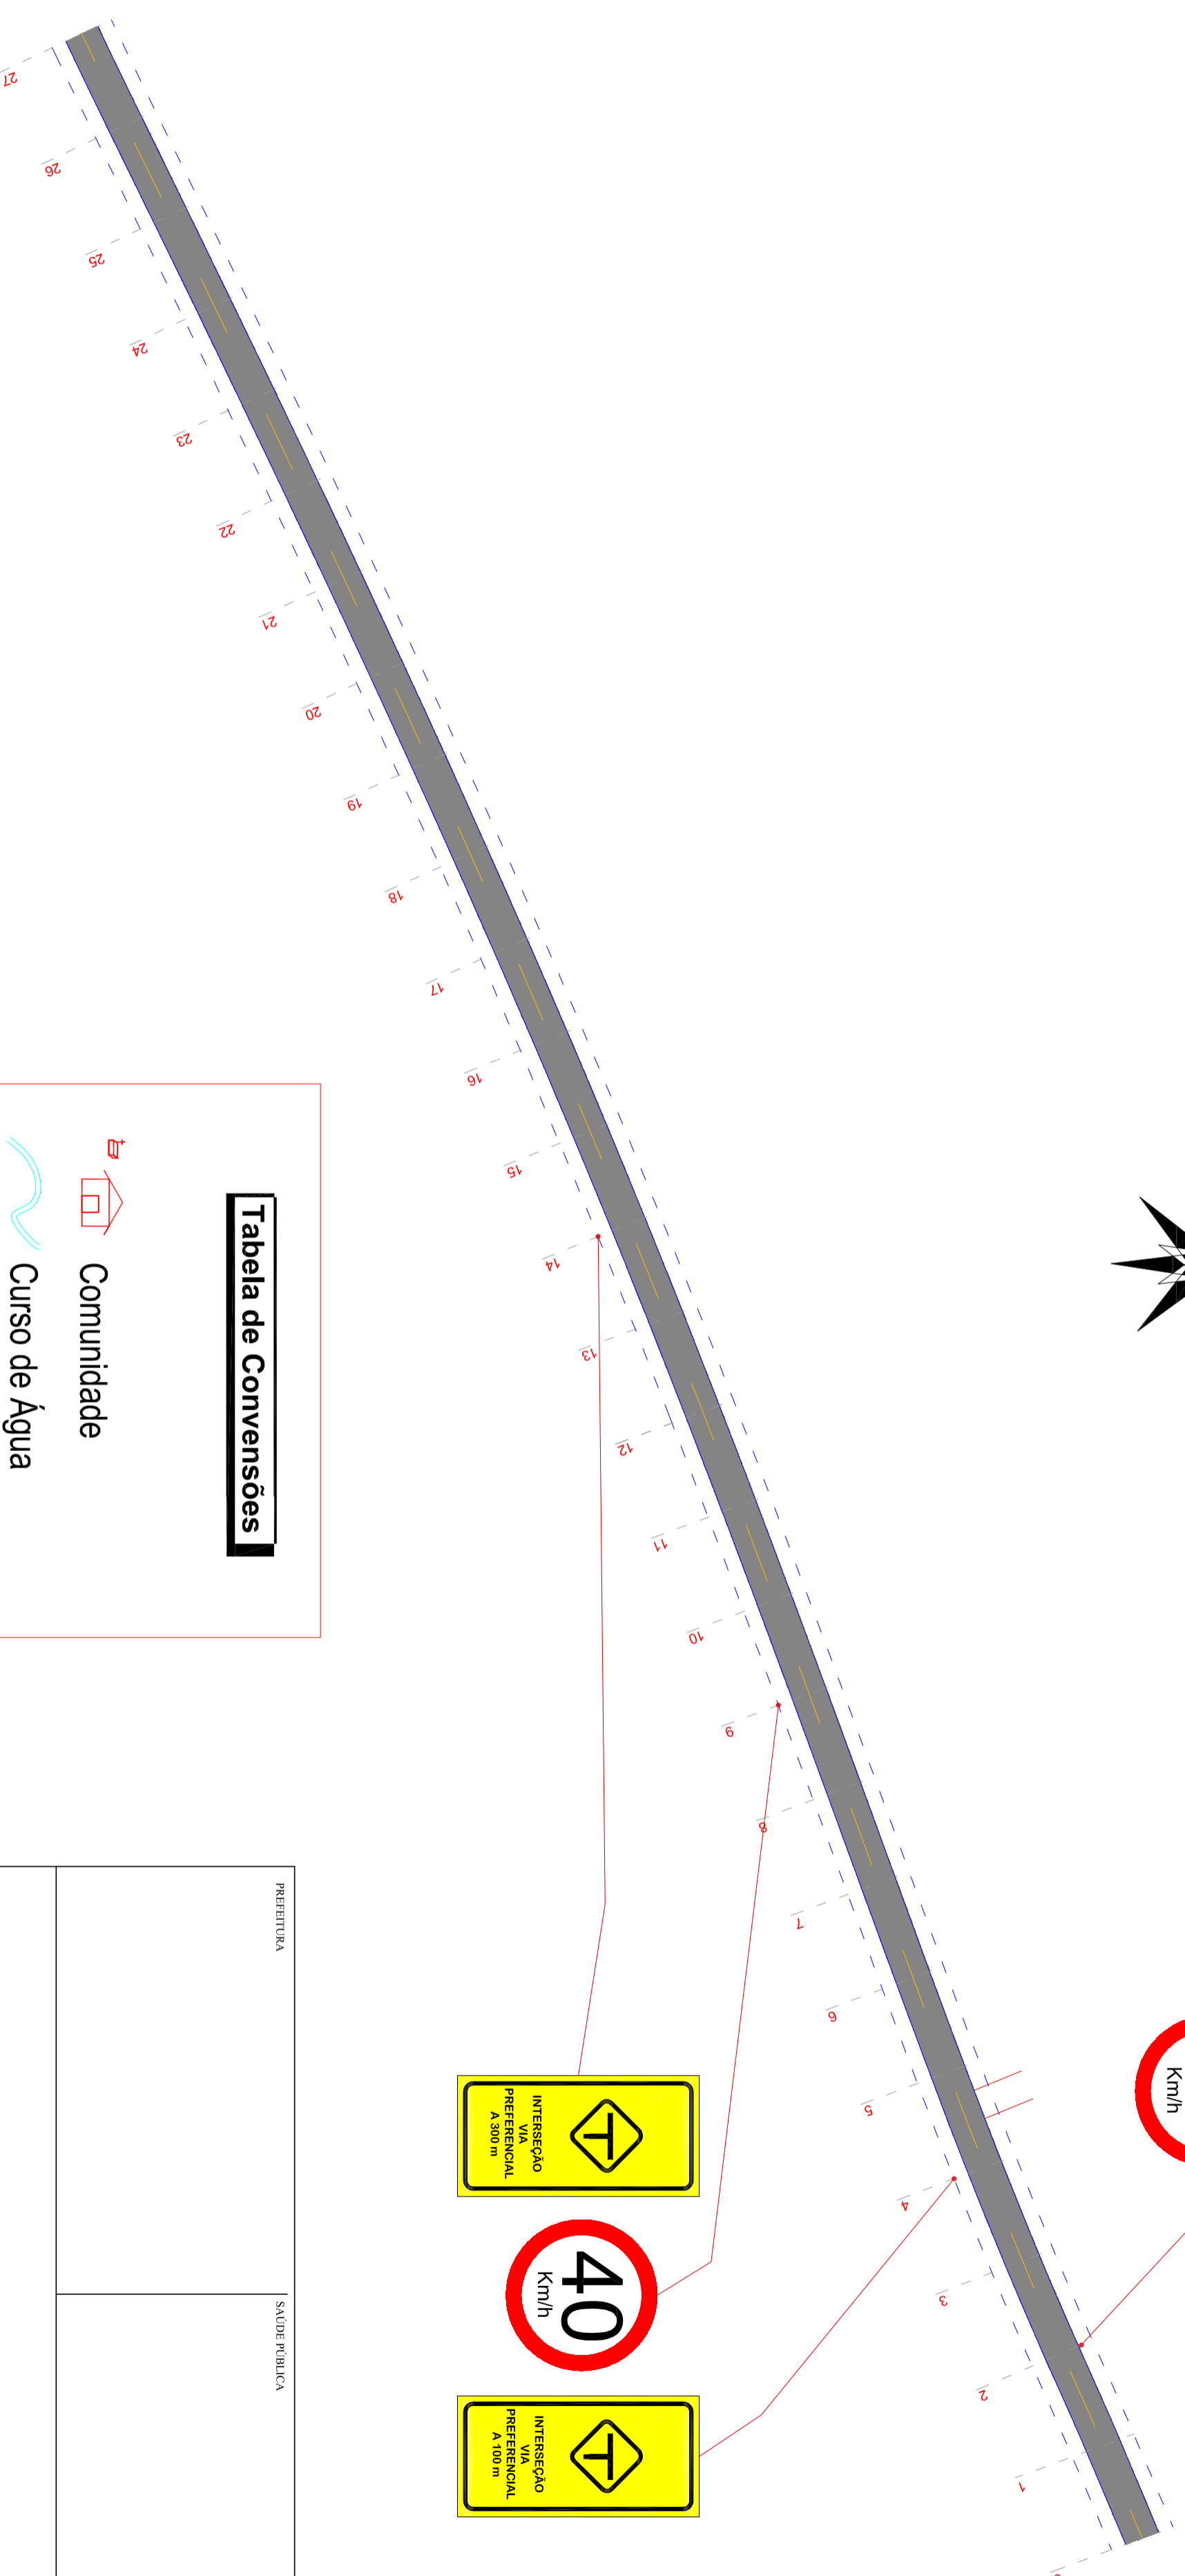 27
26
25
24
23
22
21
20
19
18
17
16
15
14
13
12
11
10
9
8
7
6
5
4
3
2
1
Km/h
Tabela de Convensões
Comunidade
Curso de Água
INTERSEÇÃO
VIA
PREFERENCIAL
A 300 m
40
Km/h
INTERSEÇÃO
VIA
PREFERENCIAL
A 100 m
PREFEITURA
SAÚDE PÚBLICA